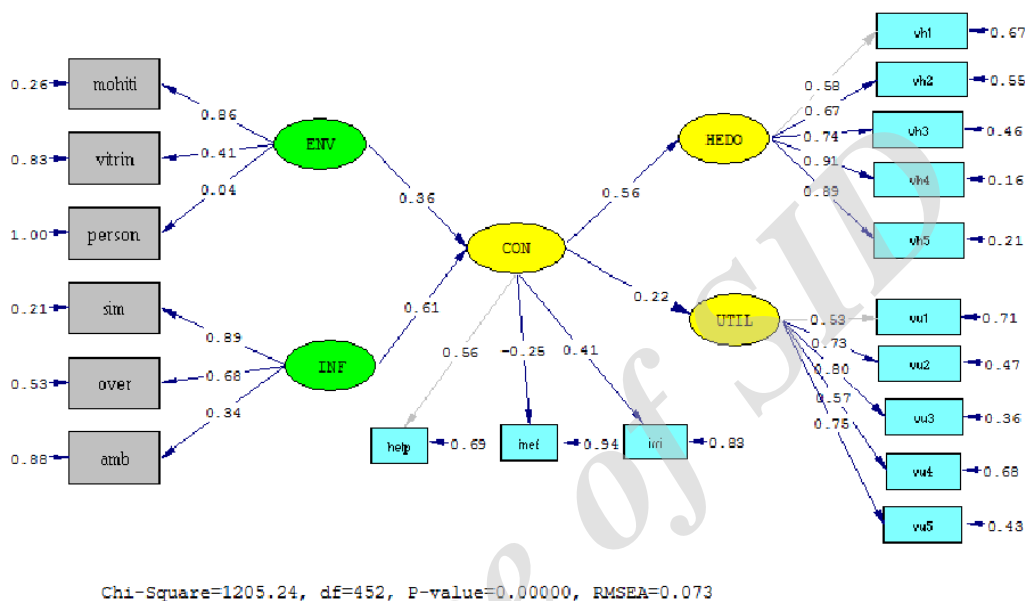 0.26 mohiti
0.83 vitrin
1.00 person
0.21 sim
0.53 over
0.88 amb
0.86
0.41
0.04
0.89
0.68
0.34
ENV
INF
0.36
0.61
CON
0.56
-0.25
0.41
help 0.69
inef 0.94
irri 0.83
0.56
0.22
HEDO
UTIL
0.58
0.67
0.74
0.91
0.89
0.53
0.73
0.80
0.57
0.75
vh1 0.67
vh2 0.55
vh3 0.46
vh4 0.16
vh5 0.21
vu1 0.71
vu2 0.47
vu3 0.36
vu4 0.68
vu5 0.43
Chi-Square=1205.24, df=452, P-value=0.00000, RMSEA=0.073
of SID